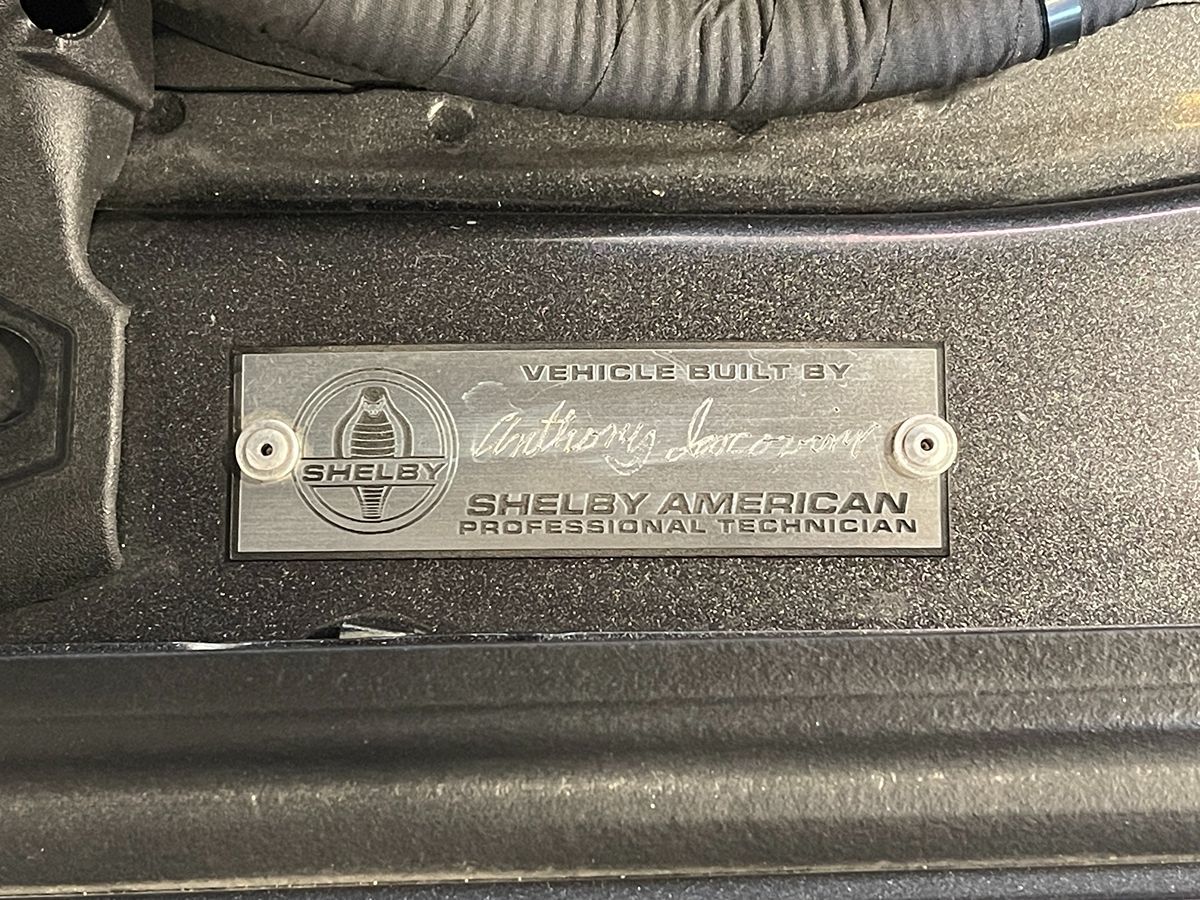 VEHICLE BUILT BY
SHELBY
Anthony
SHELBY AMERICAN
PROFESSIONAL TECHNICIAN